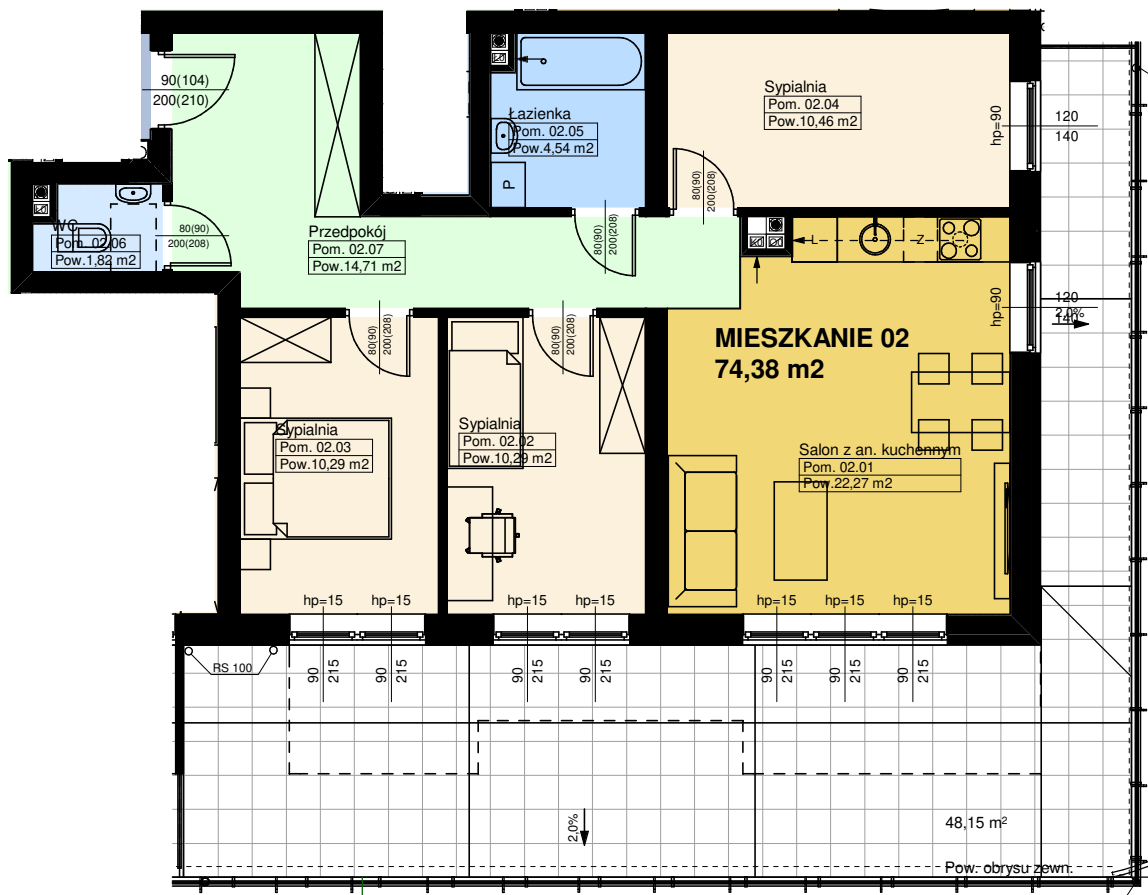 90(104)
200(210)
Łazienka
Pom. 02.05
Pow.4,54 m2
P
Sypialnia
Pom. 02.04
Pow.10,46 m2
hp=90
120
140
80(90)
200(208)
WC
Pom. 02.06
Pow.1,82 m2
80(90)
200(208)
Przedpokój
Pom. 02.07
Pow.14,71 m2
80(90)
200(208)
L
Z
hp=90
120
140
2,0%
80(90)
200(208)
80(90)
200(208)
MIESZKANIE 02
74,38 m2
Sypialnia
Pom. 02.03
Pow.10,29 m2
Sypialnia
Pom. 02.02
Pow.10,29 m2
Salon z an. kuchennym
Pom. 02.01
Pow.22,27 m2
hp=15
hp=15
hp=15
hp=15
hp=15
hp=15
hp=15
RS 100
90
215
90
215
90
215
90
215
90
215
90
215
90
215
2,0%
48,15 m²
Pow. obrysu zewn.